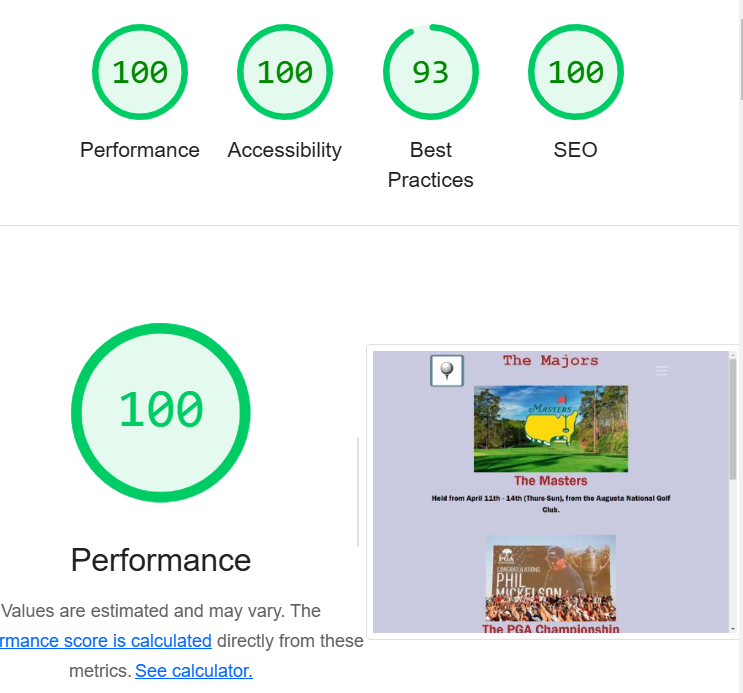 100
100
93
100
Performance
Accessibility
Best
Practices
SEO
100
Performance
Values are estimated and may vary. The
rmance score is calculated directly from these
metrics. See calculator.
The Majors
MASTERS
The Masters
Held from April 11th - 14th (Thurs-Sun), from the Augusta National Golf
Club.
PGA
CONGRATULATIONS
PHIL
MICKELSON
The PGA Championship